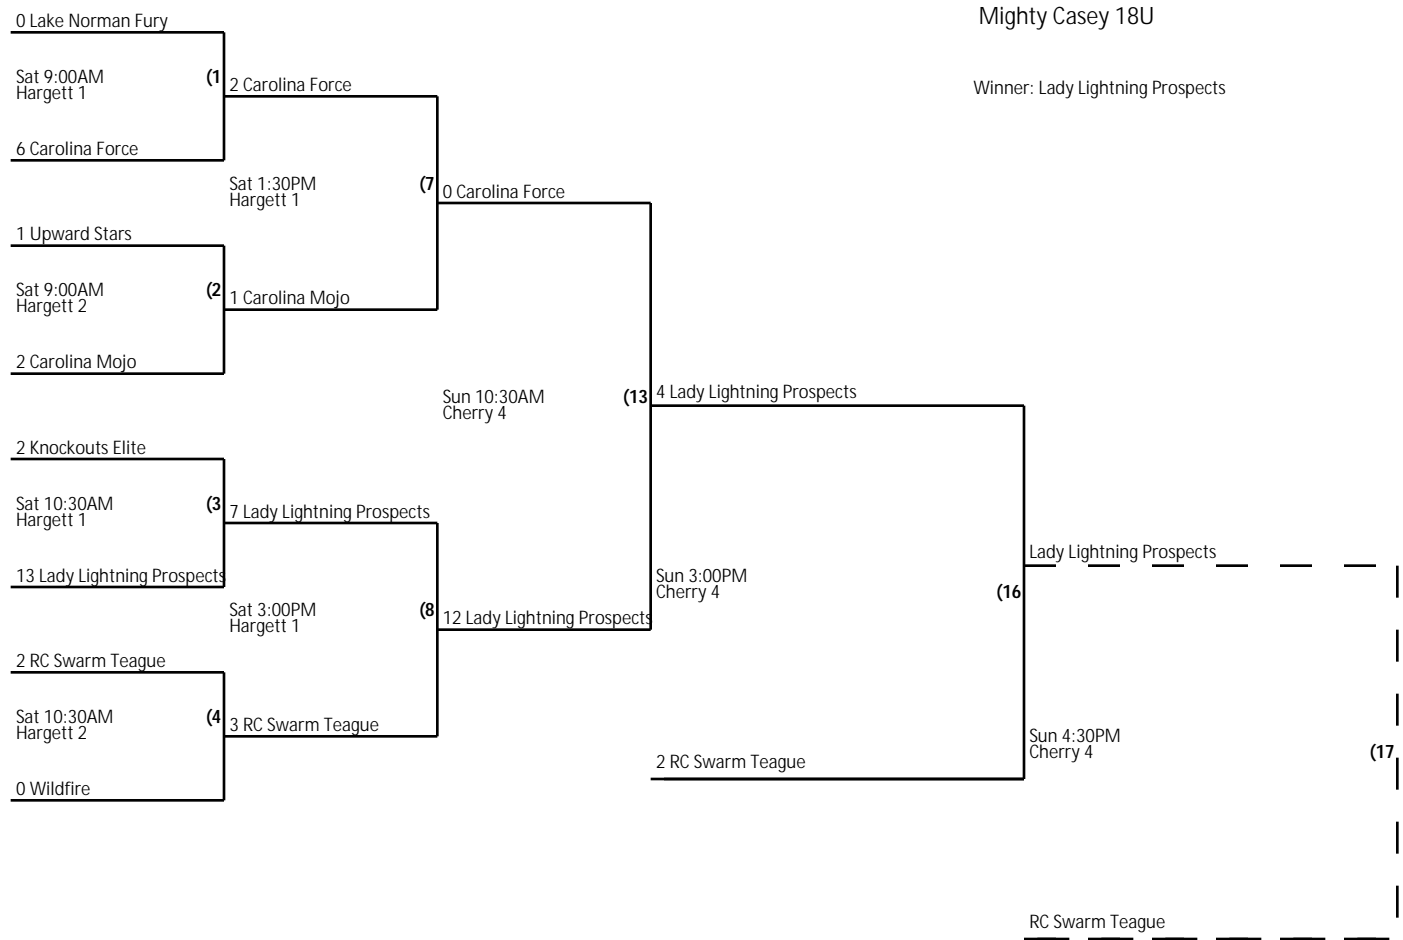 Mighty Casey 18U
Winner: Lady Lightning Prospects
0 Lake Norman Fury
Sat 9:00AM
Hargett 1
(1
6 Carolina Force
2 Carolina Force
Sat 1:30PM
Hargett 1
(7
1 Upward Stars
Sat 9:00AM
Hargett 2
(2
2 Carolina Mojo
1 Carolina Mojo
0 Carolina Force
Sun 10:30AM
Cherry 4
(13
2 Knockouts Elite
Sat 10:30AM
Hargett 1
(3
13 Lady Lightning Prospects
7 Lady Lightning Prospects
Sat 3:00PM
Hargett 1
(8
2 RC Swarm Teague
Sat 10:30AM
Hargett 2
(4
0 Wildfire
3 RC Swarm Teague
12 Lady Lightning Prospects
4 Lady Lightning Prospects
Sun 3:00PM
Cherry 4
(16
2 RC Swarm Teague
Lady Lightning Prospects
Sun 4:30PM
Cherry 4
(17
RC Swarm Teague